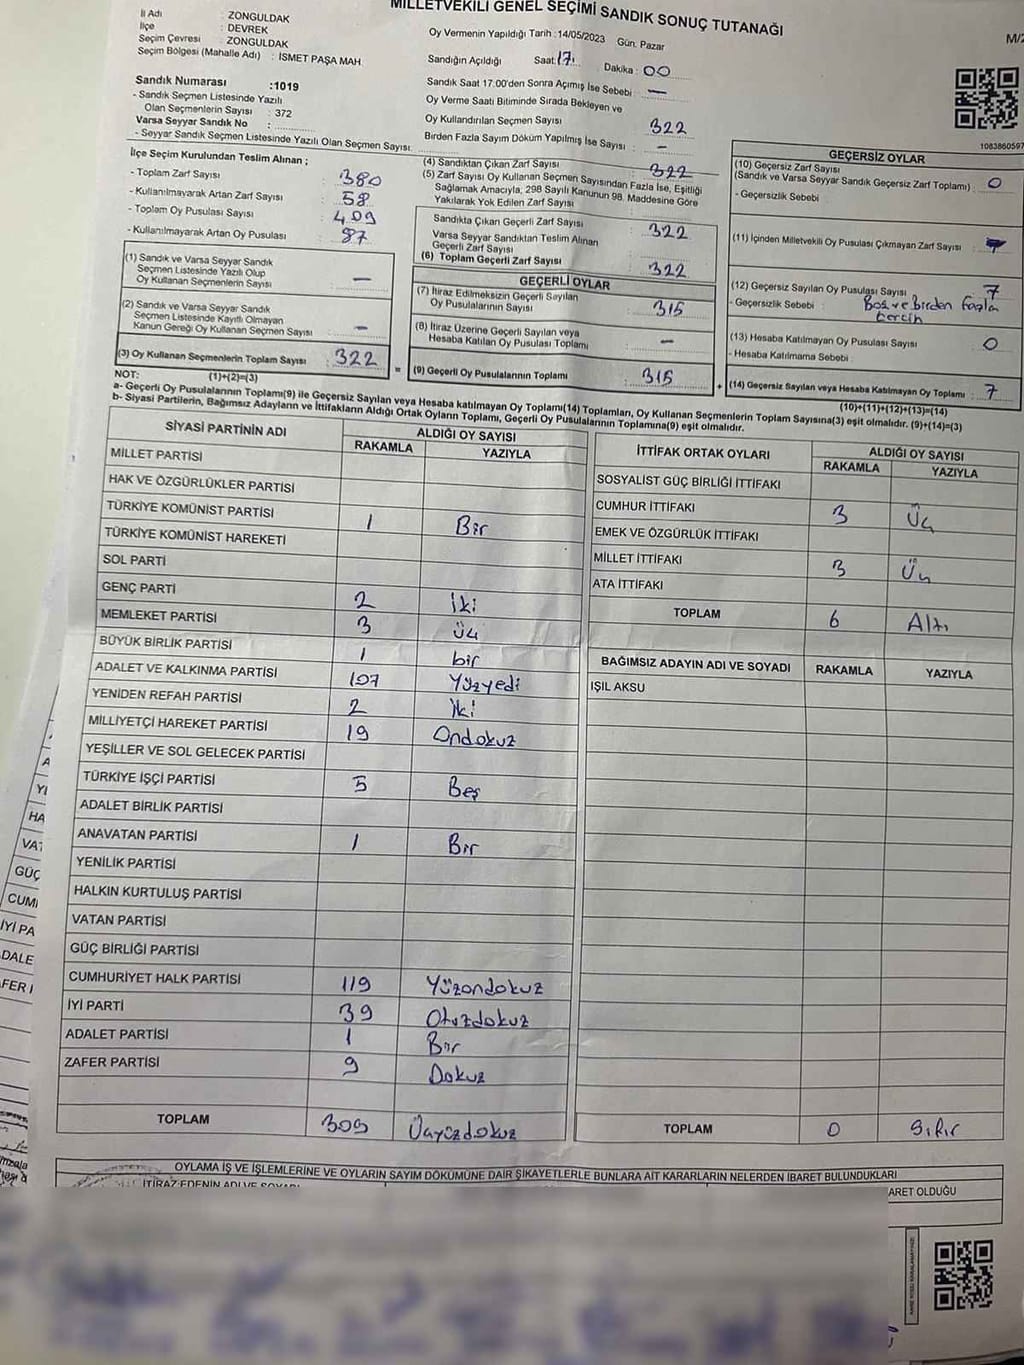 MİLLETVEKİLİ GENEL SEÇİMİ SANDIK SONUÇ TUTANAĞI
M/2
İl Adı : ZONGULDAK
İlçe : DEVREK
Seçim Çevresi : ZONGULDAK
Seçim Bölgesi (Mahalle Adı) : İSMET PAŞA MAH.
Sandık Numarası :1019
- Sandık Seçmen Listesinde Yazılı
Olan Seçmenlerin Sayısı : 372
Varsa Seyyar Sandık No :
- Seyyar Sandık Seçmen Listesinde Yazılı Olan Seçmen Sayısı:
Oy Vermenin Yapıldığı Tarih :14/05/2023 Gün. Pazar
Sandığın Açıldığı Saat:17 Dakika : 00
Sandık Saat 17:00'den Sonra Açımış İse Sebebi : —
Oy Verme Saati Bitiminde Sırada Bekleyen ve
Oy Kullandırılan Seçmen Sayısı : 322
Birden Fazla Sayım Döküm Yapılmış İse Sayısı : —
1083860597
İlçe Seçim Kurulundan Teslim Alınan ;
- Toplam Zarf Sayısı : 380
- Kullanılmayarak Artan Zarf Sayısı : 58
- Toplam Oy Pusulası Sayısı : 409
- Kullanılmayarak Artan Oy Pusulası : 87
(1) Sandık ve Varsa Seyyar Sandık
Seçmen Listesinde Yazılı Olup
Oy Kullanan Seçmenlerin Sayısı : —
(2) Sandık ve Varsa Seyyar Sandık
Seçmen Listesinde Kayıtlı Olmayan
Kanun Gereği Oy Kullanan Seçmen Sayısı : —
(3) Oy Kullanan Seçmenlerin Toplam Sayısı : 322
(1)+(2)=(3)
(4) Sandıktan Çıkan Zarf Sayısı : 322
(5) Zarf Sayısı Oy Kullanan Seçmen Sayısından Fazla İse, Eşitliği
Sağlamak Amacıyla, 298 Sayılı Kanunun 98. Maddesine Göre
Yakılarak Yok Edilen Zarf Sayısı :
Sandıkta Çıkan Geçerli Zarf Sayısı : 322
Varsa Seyyar Sandıktan Teslim Alınan
Geçerli Zarf Sayısı :
(6) Toplam Geçerli Zarf Sayısı : 322
GEÇERLİ OYLAR
(7) İtiraz Edilmeksizin Geçerli Sayılan
Oy Pusulalarının Sayısı : 315
(8) İtiraz Üzerine Geçerli Sayılan veya
Hesaba Katılan Oy Pusulası Toplamı : —
=
(9) Geçerli Oy Pusulalarının Toplamı : 315
+
GEÇERSİZ OYLAR
(10) Geçersiz Zarf Sayısı
(Sandık ve Varsa Seyyar Sandık Geçersiz Zarf Toplamı) : 0
- Geçersizlik Sebebi :
(11) İçinden Milletvekili Oy Pusulası Çıkmayan Zarf Sayısı :
(12) Geçersiz Sayılan Oy Pusulası Sayısı : 7
- Geçersizlik Sebebi : Boş ve Birden fazla
tercih
(13) Hesaba Katılmayan Oy Pusulası Sayısı : 0
- Hesaba Katılmama Sebebi :
(14) Geçersiz Sayılan veya Hesaba Katılmayan Oy Toplamı : 7
(10)+(11)+(12)+(13)=(14)
NOT:
a- Geçerli Oy Pusulalarının Toplamı(9) ile Geçersiz Sayılan veya Hesaba Katılmayan Oy Toplamı(14) Toplamları, Oy Kullanan Seçmenlerin Toplam Sayısına(3) eşit olmalıdır. (9)+(14)=(3)
b- Siyasi Partilerin, Bağımsız Adayların ve İttifakların Aldığı Ortak Oyların Toplamı, Geçerli Oy Pusulalarının Toplamına(9) eşit olmalıdır.
SİYASİ PARTİNİN ADI ALDIĞI OY SAYISI
RAKAMLA YAZIYLA
MİLLET PARTİSİ
HAK VE ÖZGÜRLÜKLER PARTİSİ
TÜRKİYE KOMÜNİST PARTİSİ 1 Bir
TÜRKİYE KOMÜNİST HAREKETİ
SOL PARTİ
GENÇ PARTİ 2 İki
MEMLEKET PARTİSİ 3 Üç
BÜYÜK BİRLİK PARTİSİ 1 bir
ADALET VE KALKINMA PARTİSİ 107 Yüzyedi
YENİDEN REFAH PARTİSİ 2 İki
MİLLİYETÇİ HAREKET PARTİSİ 19 Ondokuz
YEŞİLLER VE SOL GELECEK PARTİSİ
TÜRKİYE İŞÇİ PARTİSİ 5 Beş
ADALET BİRLİK PARTİSİ
ANAVATAN PARTİSİ 1 Bir
YENİLİK PARTİSİ
HALKIN KURTULUŞ PARTİSİ
VATAN PARTİSİ
GÜÇ BİRLİĞİ PARTİSİ
CUMHURİYET HALK PARTİSİ 119 Yüzondokuz
İYİ PARTİ 39 Otuzdokuz
ADALET PARTİSİ 1 Bir
ZAFER PARTİSİ 9 Dokuz
TOPLAM 309 Üçyüzdokuz
İTTİFAK ORTAK OYLARI ALDIĞI OY SAYISI
RAKAMLA YAZIYLA
SOSYALIST GÜÇ BİRLİĞİ İTTİFAKI
CUMHUR İTTİFAKI 3 Üç
EMEK VE ÖZGÜRLÜK İTTİFAKI
MİLLET İTTİFAKI 3 Üç
ATA İTTİFAKI
TOPLAM 6 Altı
BAĞIMSIZ ADAYIN ADI VE SOYADI RAKAMLA YAZIYLA
IŞIL AKSU
TOPLAM 0 Sıfır
OYLAMA İŞ VE İŞLEMLERİNE VE OYLARIN SAYIM DÖKÜMÜNE DAİR ŞİKAYETLERLE BUNLARA AİT KARARLARIN NELERDEN İBARET BULUNDUKLARI
İTİRAZ EDENİN ADI VE SOYADI
ARET OLDUĞU
A
YE
HA
VAT
GÜÇ
CUM
İYİ PA
DALE
FER